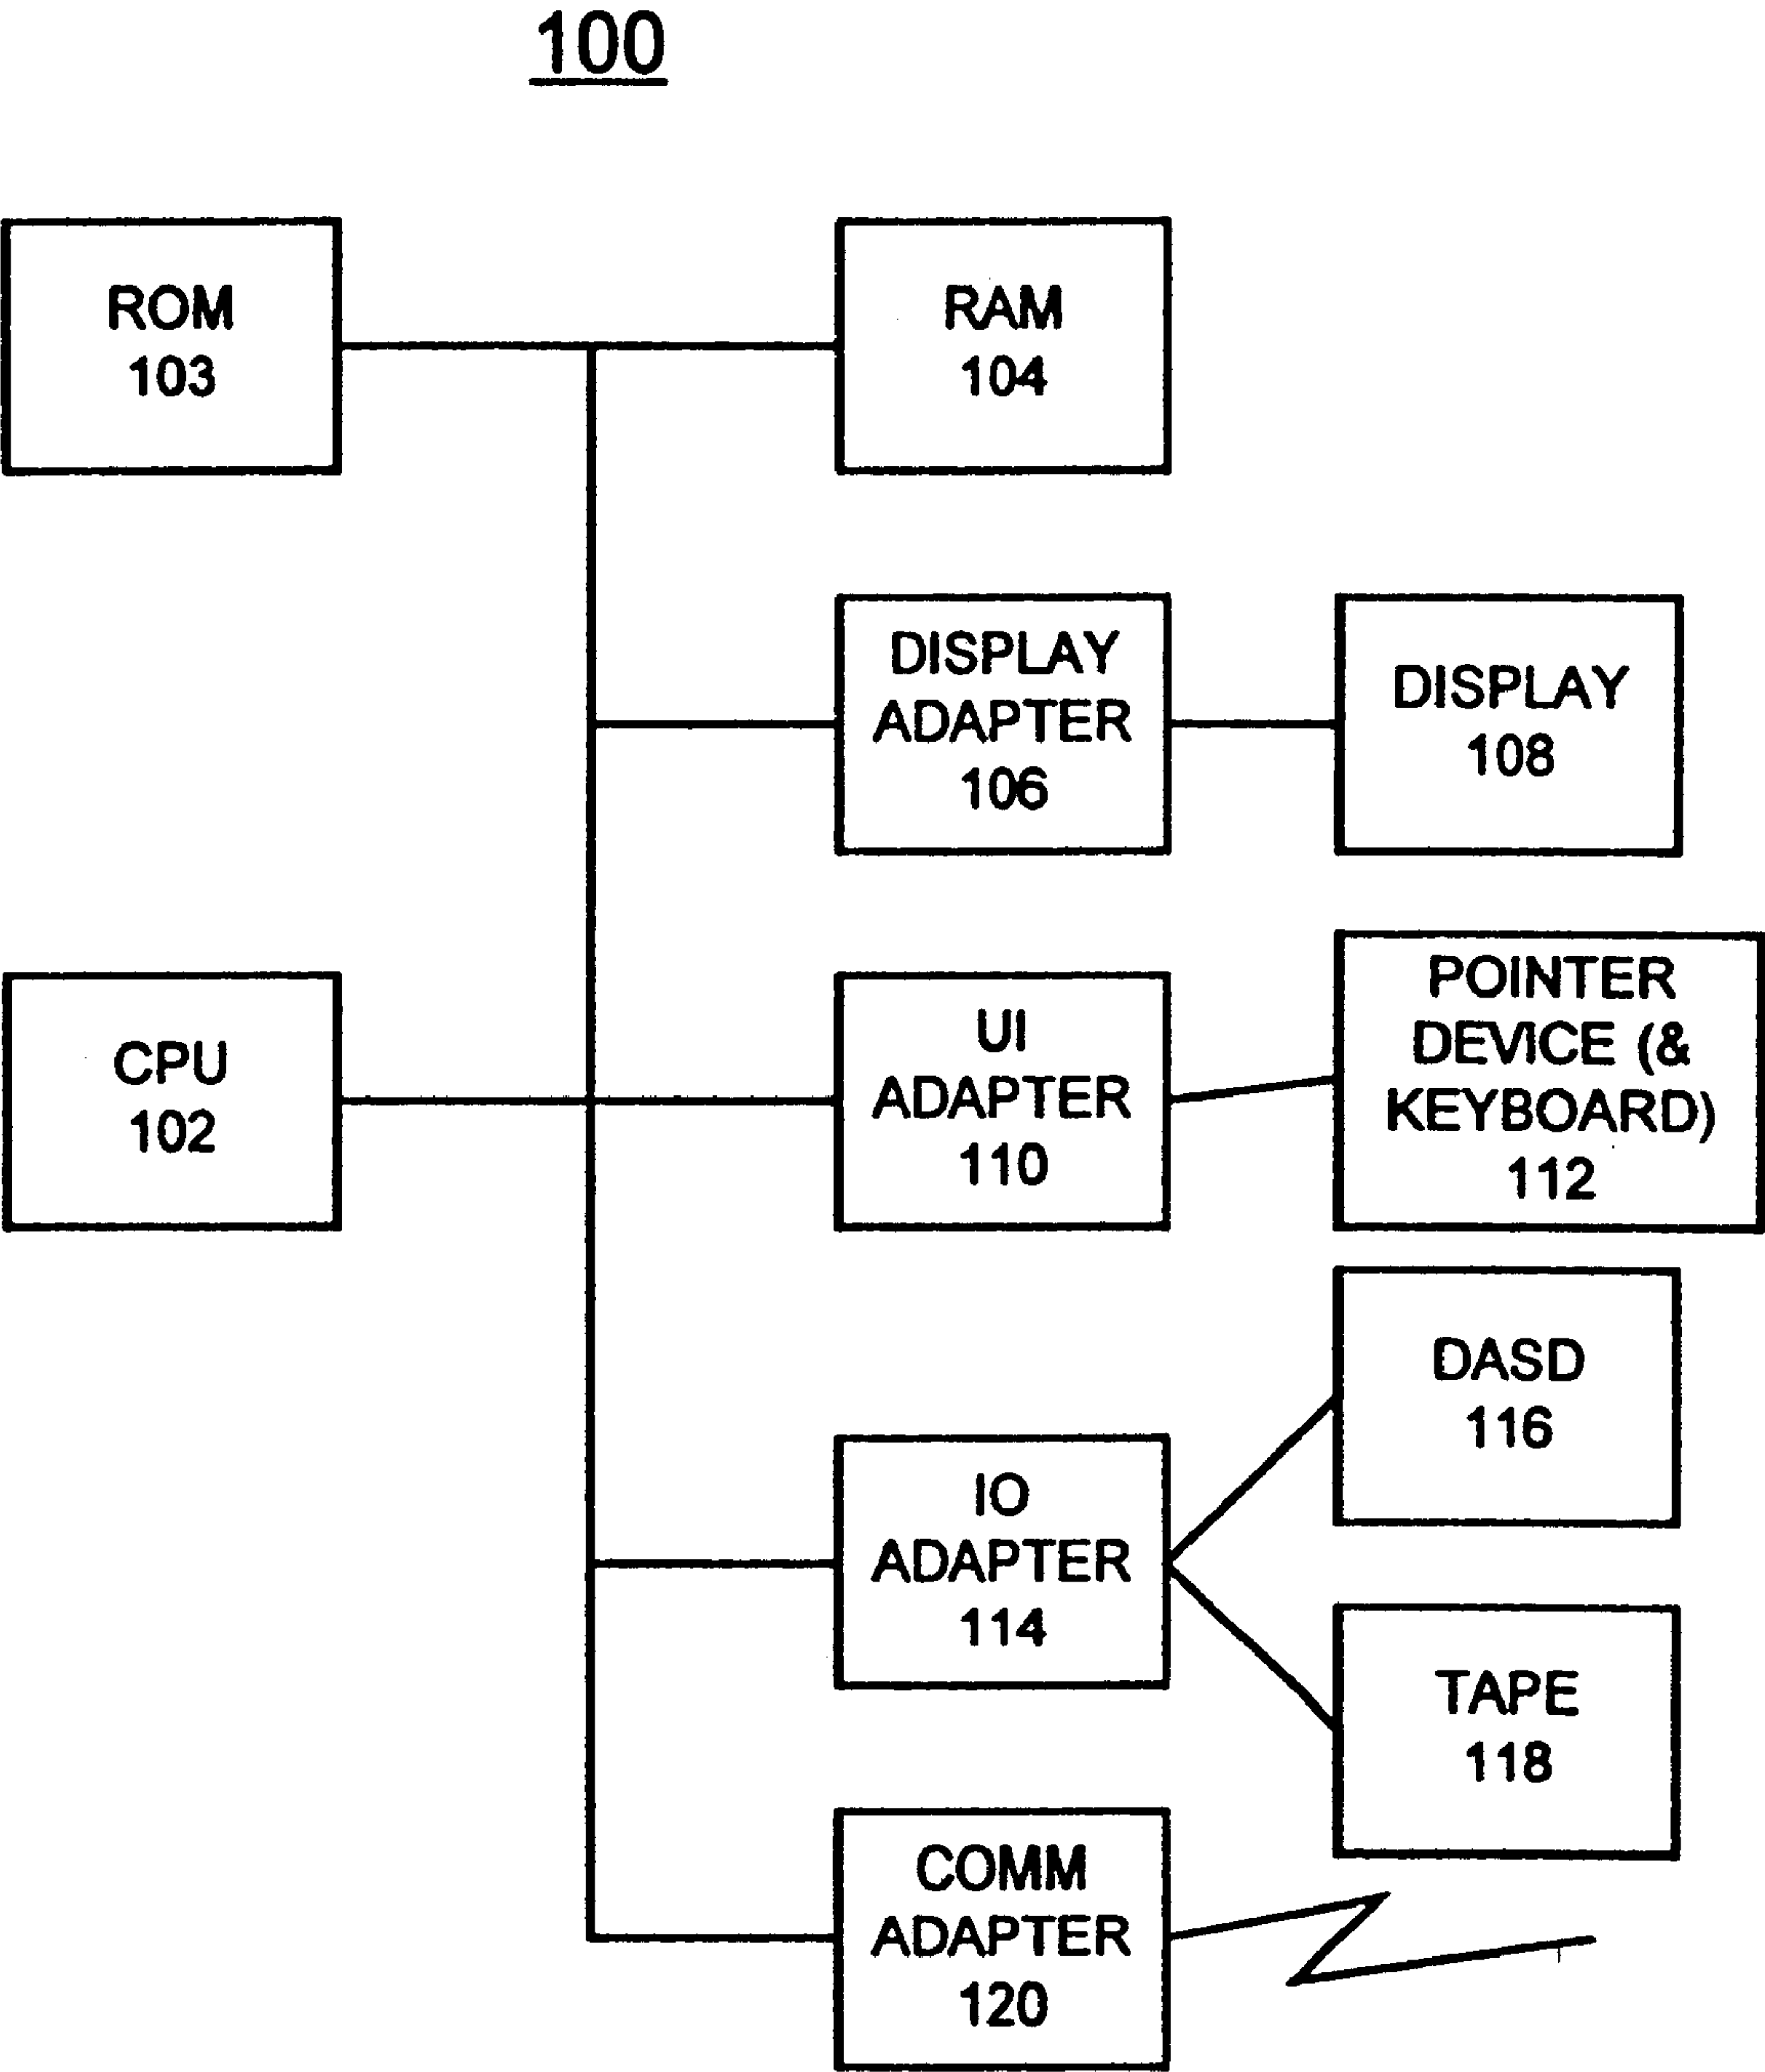 100
ROM
103
RAM
104
DISPLAY
ADAPTER
106
DISPLAY
108
CPU
102
UI
ADAPTER
110
POINTER
DEVICE (&
KEYBOARD)
112
DASD
116
IO
ADAPTER
114
TAPE
118
COMM
ADAPTER
120